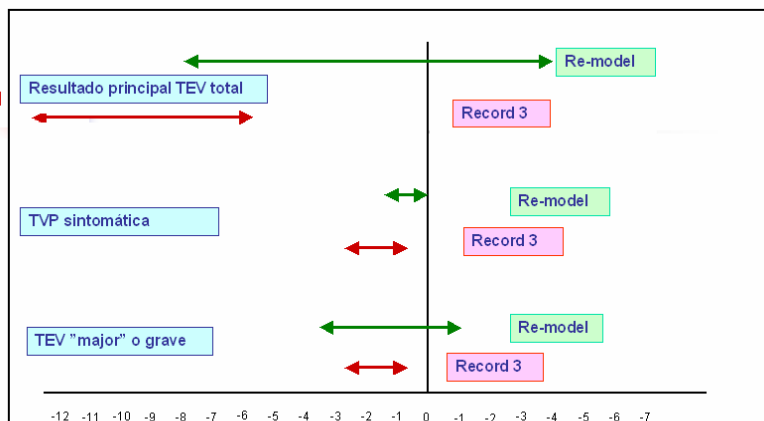 Re-model
Resultado principal TEV total
Record 3
Re-model
TVP sintomática
Record 3
Re-model
TEV ”major” o grave
Record 3
-12 -11 -10 -9 -8 -7 -6 -5 -4 -3 -2 -1 0 -1 -2 -3 -4 -5 -6 -7